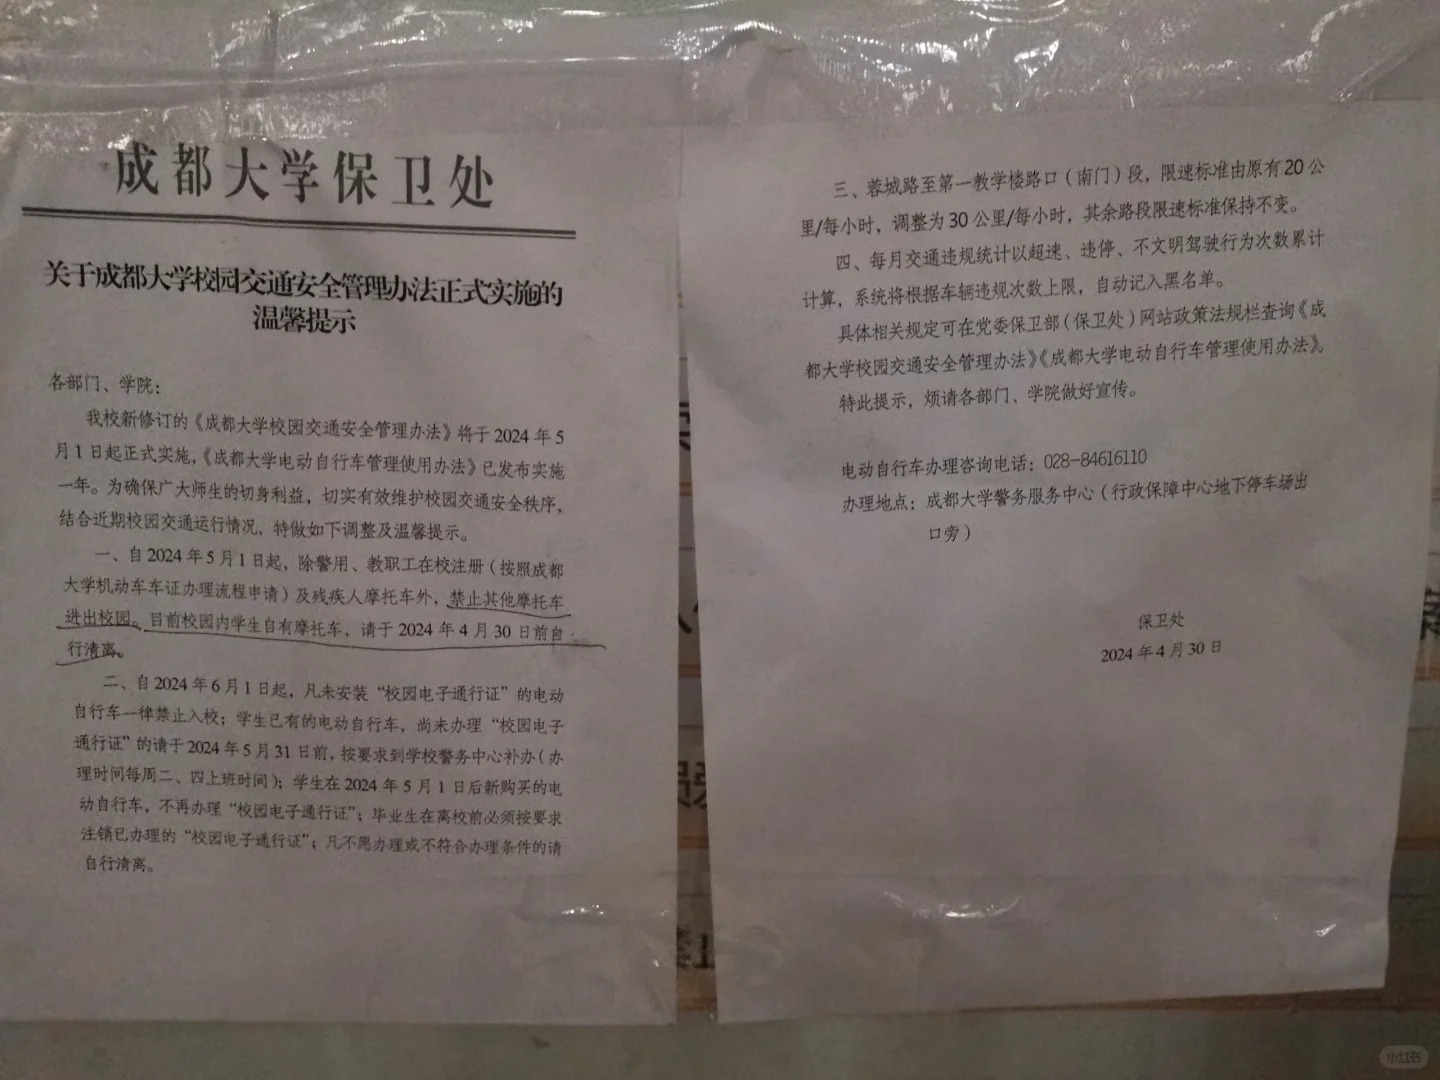 成都大学保卫处
关于成都大学校园交通安全管理办法正式实施的
温馨提示
各部门、学院：
我校新修订的《成都大学校园交通安全管理办法》将于2024年5
月1日起正式实施，《成都大学电动自行车管理使用办法》已发布实施
一年。为确保广大师生的切身利益，切实有效维护校园交通安全秩序，
结合近期校园交通运行情况，特做如下调整及温馨提示。
一、自2024年5月1日起，除警用、教职工在校注册（按照成都
大学机动车车证办理流程申请）及残疾人摩托车外，禁止其他摩托车
进出校园。目前校园内学生自有摩托车，请于2024年4月30日前自
行清离。
二、自2024年6月1日起，凡未安装“校园电子通行证”的电动
自行车一律禁止入校；学生已有的电动自行车，尚未办理“校园电子
通行证”的请于2024年5月31日前，按要求到学校警务中心补办（办
理时间每周二、四上班时间）；学生在2024年5月1日后新购买的电
动自行车，不再办理“校园电子通行证”；毕业生在离校前必须按要求
注销已办理的“校园电子通行证”；凡不愿办理或不符合办理条件的请
自行清离。
三、蓉城路至第一教学楼路口（南门）段，限速标准由原有20公
里/每小时，调整为30公里/每小时，其余路段限速标准保持不变。
四、每月交通违规统计以超速、违停、不文明驾驶行为次数累计
计算，系统将根据车辆违规次数上限，自动记入黑名单。
具体相关规定可在党委保卫部（保卫处）网站政策法规栏查询《成
都大学校园交通安全管理办法》《成都大学电动自行车管理使用办法》。
特此提示，烦请各部门、学院做好宣传。
电动自行车办理咨询电话：028-84616110
办理地点：成都大学警务服务中心（行政保障中心地下停车场出
口旁）
保卫处
2024年4月30日
小红书